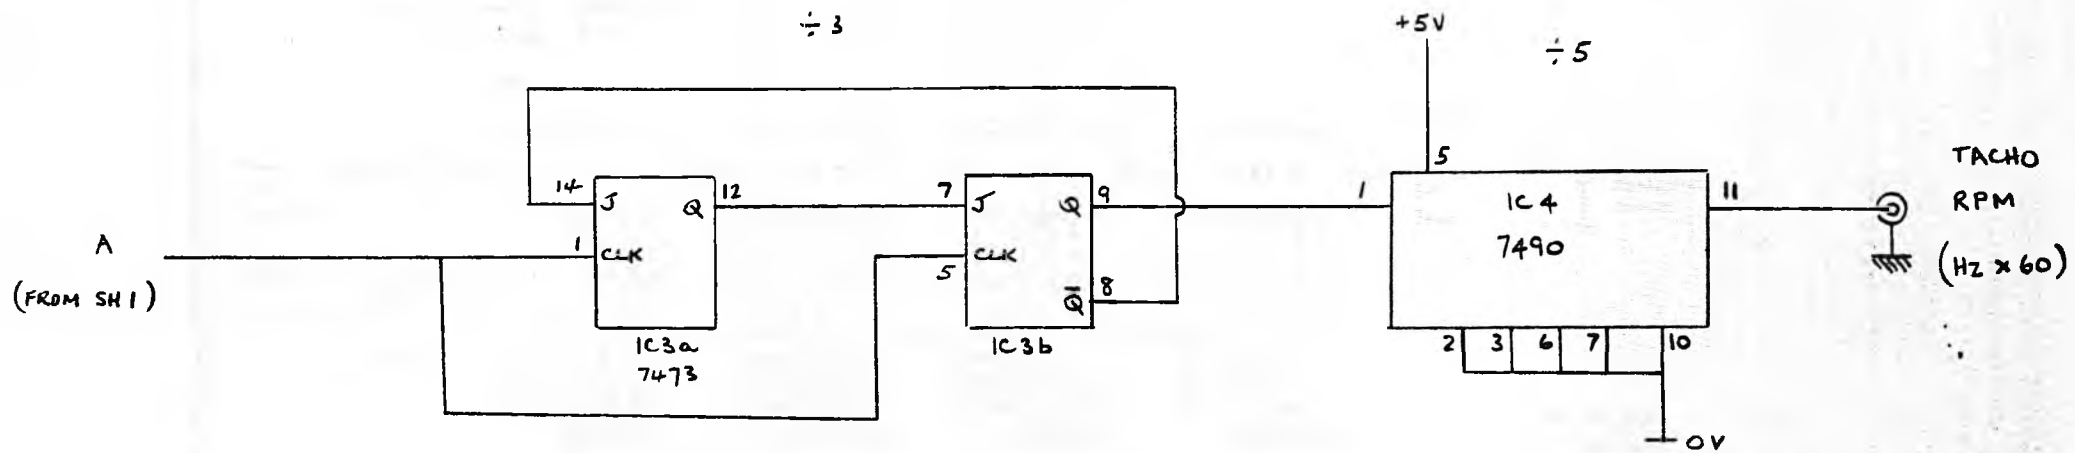 ÷ 3
+5V
÷ 5
A
(FROM SH 1)
14 J Q 12
1 CLK
IC3a
7473
7 J Q 9
5 CLK
Q̄ 8
IC3b
5
1 IC4 11
7490
2 3 6 7 10
0V
TACHO
RPM
(Hz × 60)